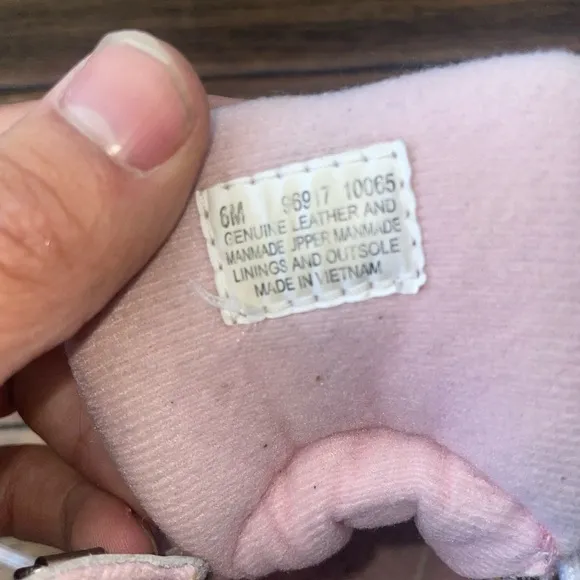 6M 96917 10065
GENUINE LEATHER AND
MANMADE UPPER MANMADE
LININGS AND OUTSOLE
MADE IN VIETNAM